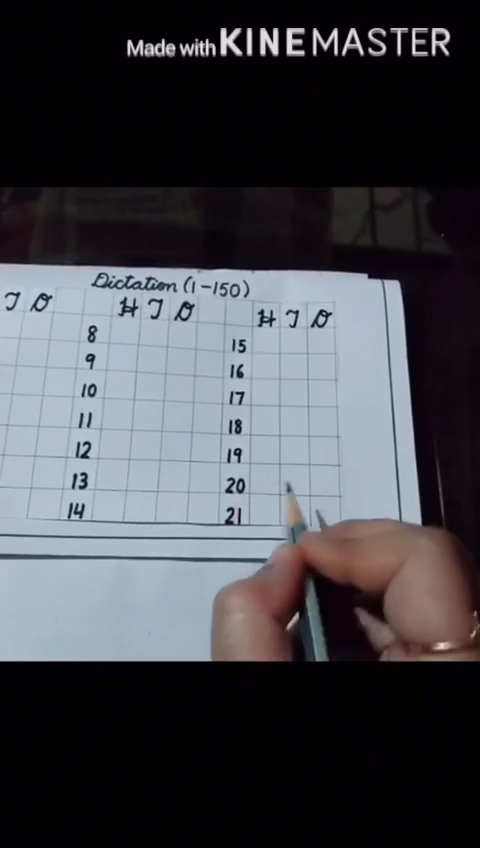 Made with KINEMASTER
Dictation (1-150)
T O H T O H T O
8 15
9 16
10 17
11 18
12 19
13 20
14 21